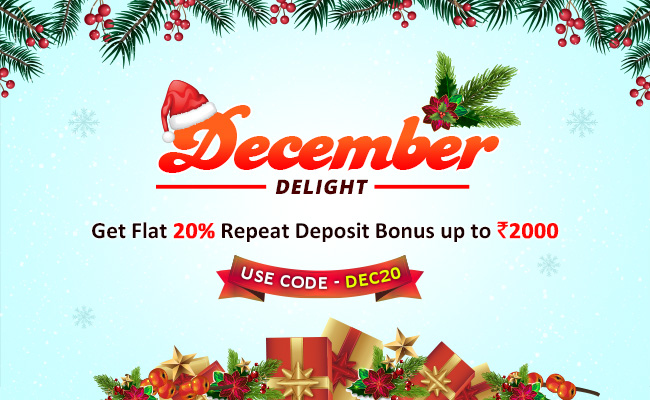 December
DELIGHT
Get Flat 20% Repeat Deposit Bonus up to ₹2000
USE CODE - DEC20